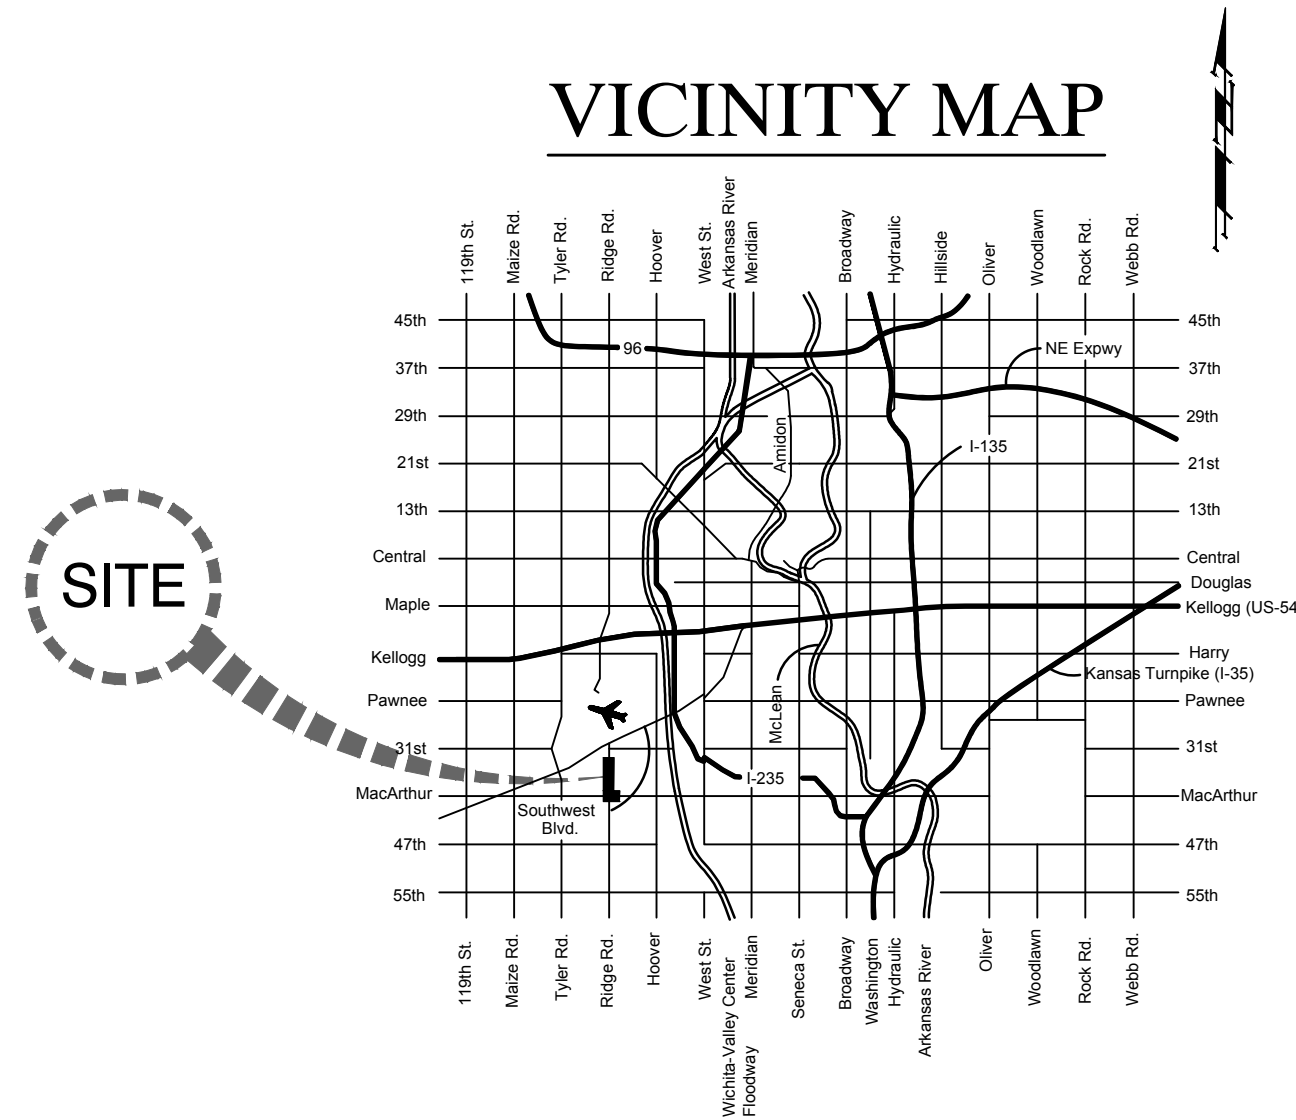 VICINITY MAP
119th St.
Maize Rd.
Tyler Rd.
Ridge Rd.
Hoover
West St.
Arkansas River
Meridian
Broadway
Hydraulic
Hillside
Oliver
Woodlawn
Rock Rd.
Webb Rd.
45th
45th
96
NE Expwy
37th
37th
29th
29th
Amidon
I-135
21st
21st
13th
13th
Central
Central
SITE
Douglas
Maple
Kellogg (US-54
Kellogg
Harry
Kansas Turnpike (I-35)
Pawnee
Pawnee
McLean
31st
31st
I-235
MacArthur
MacArthur
Southwest
Blvd.
47th
47th
55th
55th
119th St.
Maize Rd.
Tyler Rd.
Ridge Rd.
Hoover
West St.
Wichita-Valley Center
Floodway
Meridian
Seneca St.
Broadway
Washington
Hydraulic
Arkansas River
Oliver
Woodlawn
Rock Rd.
Webb Rd.